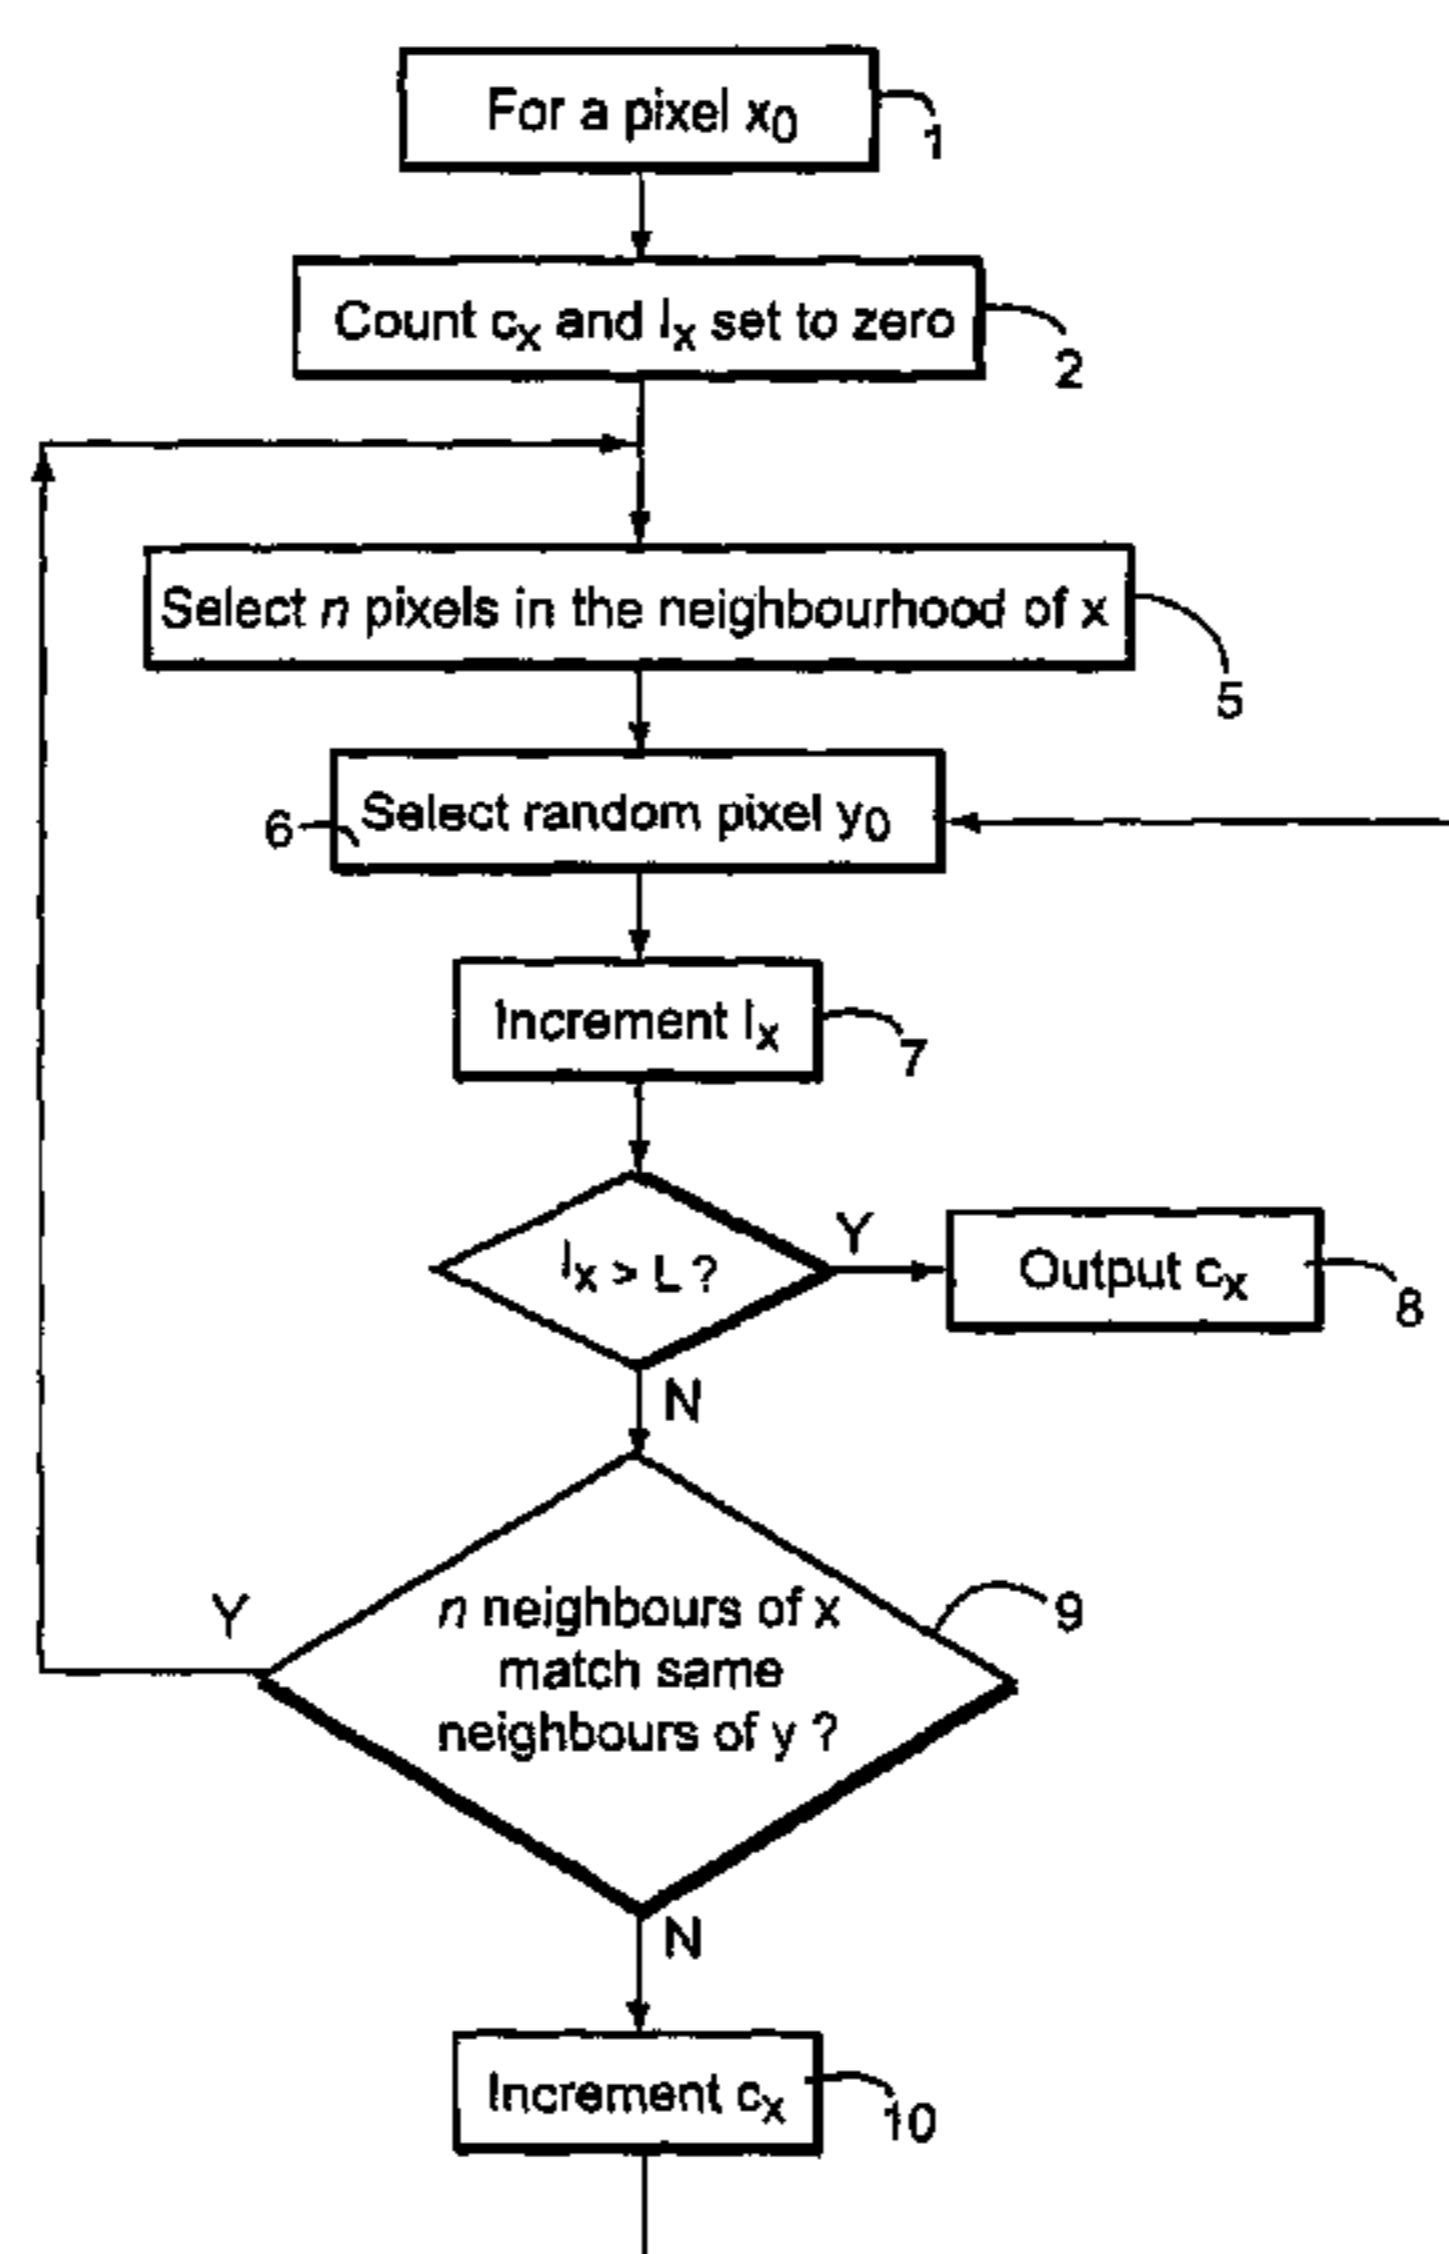 For a pixel x0
1
Count cx and Ix set to zero
2
Select n pixels in the neighbourhood of x
5
Select random pixel y0
6
Increment Ix
7
Ix > L ?
Y
Output cx
8
N
n neighbours of x
match same
neighbours of y ?
9
Y
N
Increment cx
10